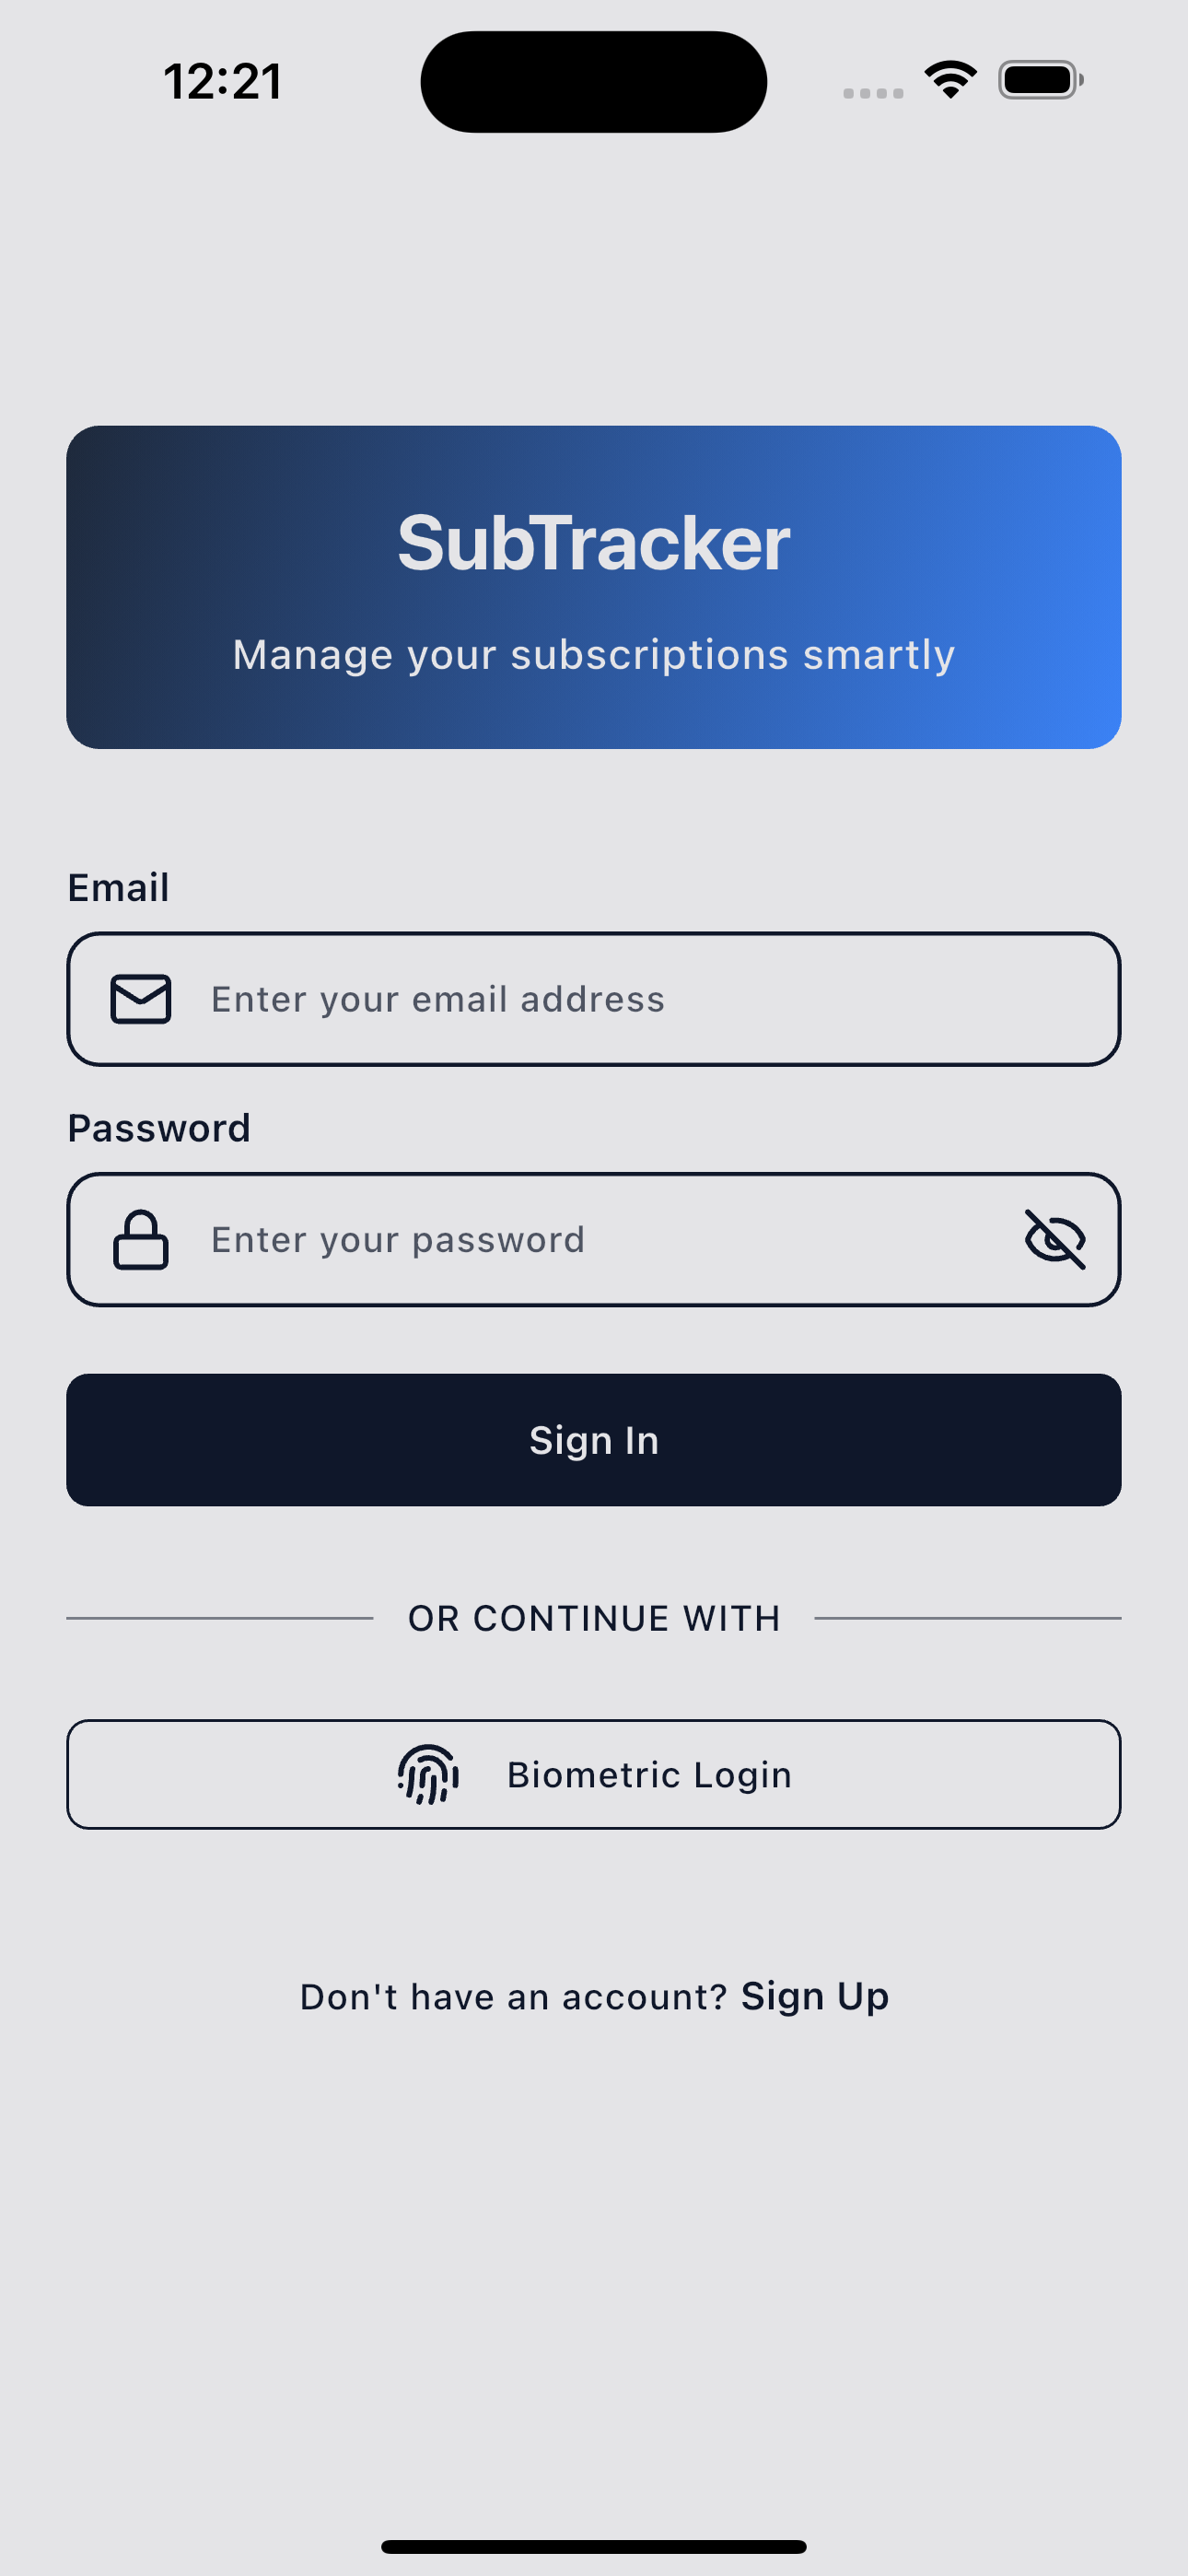 12:21
SubTracker
Manage your subscriptions smartly
Email
Enter your email address
Password
Enter your password
Sign In
OR CONTINUE WITH
Biometric Login
Don't have an account? Sign Up